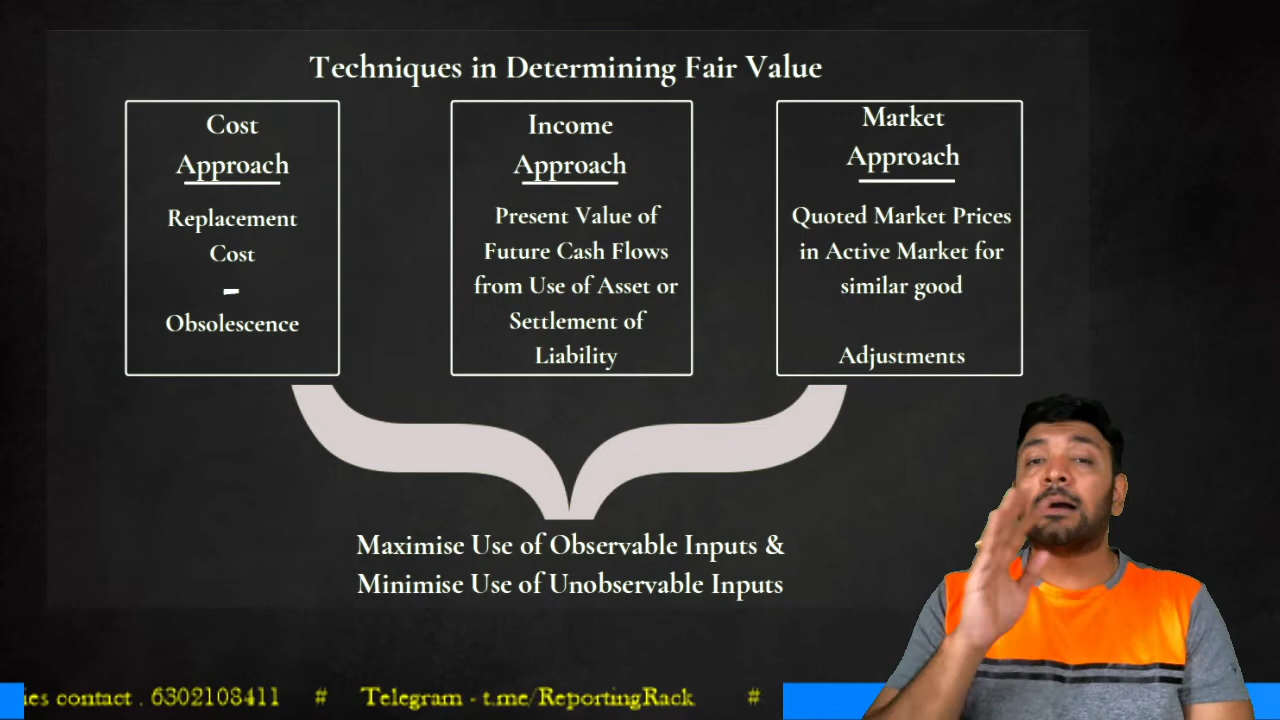 Techniques in Determining Fair Value
Cost
Approach
Replacement
Cost
-
Obsolescence
Income
Approach
Present Value of
Future Cash Flows
from Use of Asset or
Settlement of
Liability
Market
Approach
Quoted Market Prices
in Active Market for
similar good
Adjustments
Maximise Use of Observable Inputs &
Minimise Use of Unobservable Inputs
ies contact . 6302108411 # Telegram - t.me/ReportingRack #